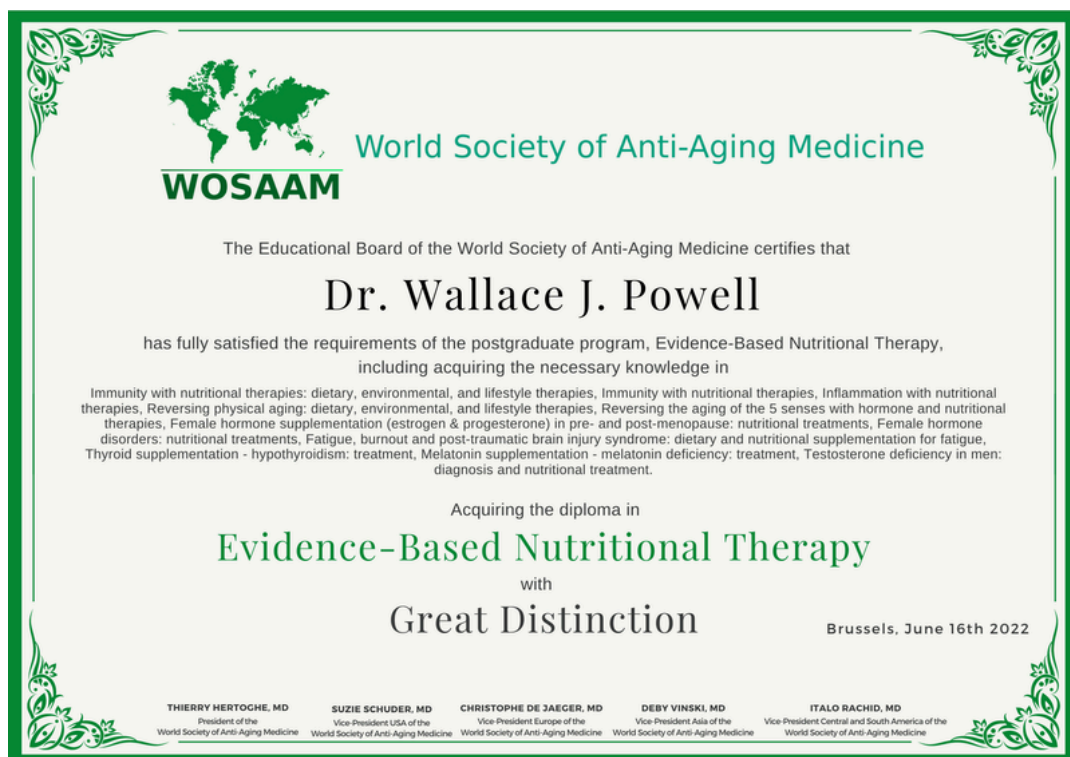 World Society of Anti-Aging Medicine
WOSAAM
The Educational Board of the World Society of Anti-Aging Medicine certifies that
Dr. Wallace J. Powell
has fully satisfied the requirements of the postgraduate program, Evidence-Based Nutritional Therapy,
including acquiring the necessary knowledge in
Immunity with nutritional therapies: dietary, environmental, and lifestyle therapies, Immunity with nutritional therapies, Inflammation with nutritional
therapies, Reversing physical aging: dietary, environmental, and lifestyle therapies, Reversing the aging of the 5 senses with hormone and nutritional
therapies, Female hormone supplementation (estrogen & progesterone) in pre- and post-menopause: nutritional treatments, Female hormone
disorders: nutritional treatments, Fatigue, burnout and post-traumatic brain injury syndrome: dietary and nutritional supplementation for fatigue,
Thyroid supplementation - hypothyroidism: treatment, Melatonin supplementation - melatonin deficiency: treatment, Testosterone deficiency in men:
diagnosis and nutritional treatment.
Acquiring the diploma in
Evidence-Based Nutritional Therapy
with
Great Distinction
Brussels, June 16th 2022
THIERRY HERTOGHE, MD
President of the
World Society of Anti-Aging Medicine
SUZIE SCHUDER, MD
Vice-President USA of the
World Society of Anti-Aging Medicine
CHRISTOPHE DE JAEGER, MD
Vice-President Europe of the
World Society of Anti-Aging Medicine
DEBY VINSKI, MD
Vice-President Asia of the
World Society of Anti-Aging Medicine
ITALO RACHID, MD
Vice-President Central and South America of the
World Society of Anti-Aging Medicine